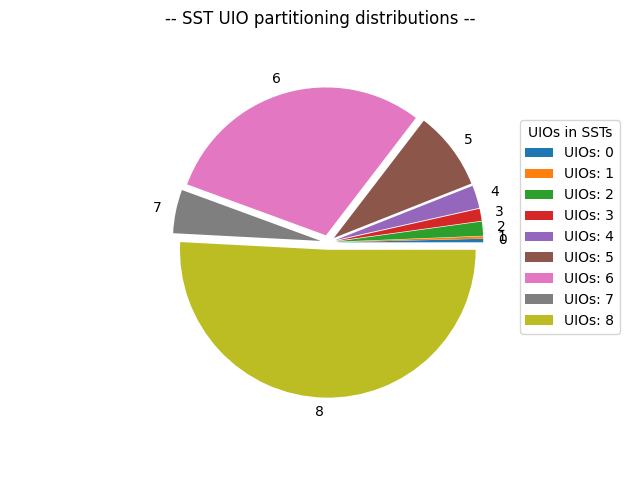 -- SST UIO partitioning distributions --
6
5
7
4
3
2
1
0
8
UIOs in SSTs
UIOs: 0
UIOs: 1
UIOs: 2
UIOs: 3
UIOs: 4
UIOs: 5
UIOs: 6
UIOs: 7
UIOs: 8